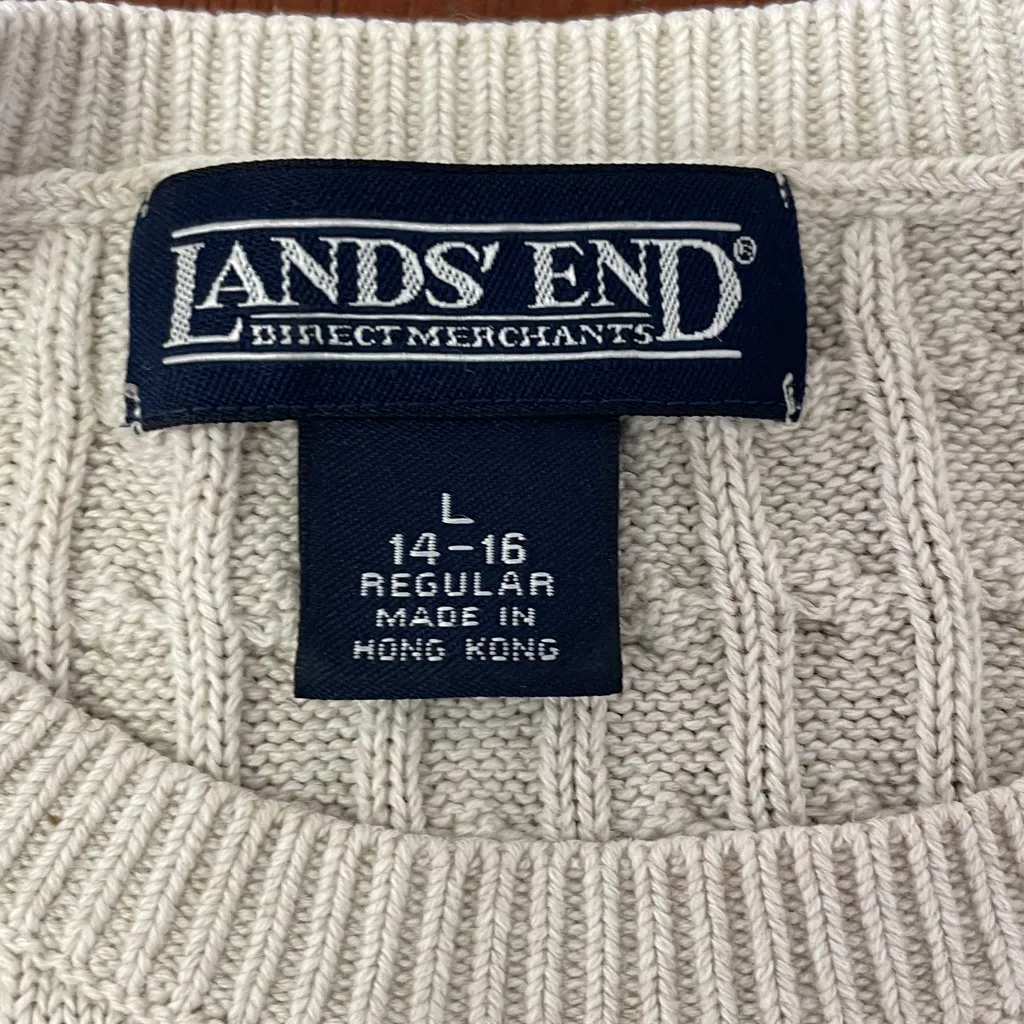 LANDS' END®
DIRECT MERCHANTS
L
14-16
REGULAR
MADE IN
HONG KONG